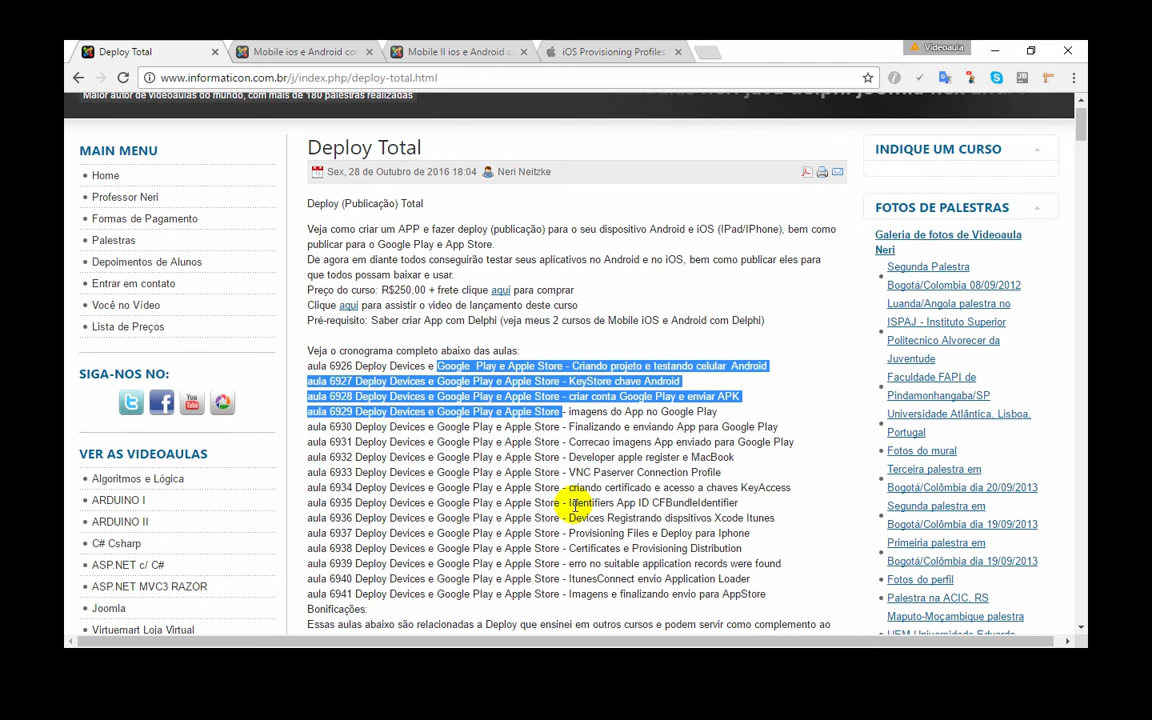 Deploy Total
Mobile ios e Android co
Mobile II ios e Android c
iOS Provisioning Profiles
Videoaula
www.informaticon.com.br/j/index.php/deploy-total.html
Maior autor de videoaulas do mundo, com mais de 180 palestras realizadas
MAIN MENU
Home
Professor Neri
Formas de Pagamento
Palestras
Depoimentos de Alunos
Entrar em contato
Você no Vídeo
Lista de Preços
SIGA-NOS NO:
VER AS VIDEOAULAS
Algoritmos e Lógica
ARDUINO I
ARDUINO II
C# Csharp
ASP.NET c/ C#
ASP.NET MVC3 RAZOR
Joomla
Virtuemart Loja Virtual
Deploy Total
Sex, 28 de Outubro de 2016 18:04 Neri Neitzke
Deploy (Publicação) Total
Veja como criar um APP e fazer deploy (publicação) para o seu dispositivo Android e iOS (IPad/IPhone), bem como
publicar para o Google Play e App Store.
De agora em diante todos conseguirão testar seus aplicativos no Android e no iOS, bem como publicar eles para
que todos possam baixar e usar.
Preço do curso: R$250,00 + frete clique aqui para comprar
Clique aqui para assistir o video de lançamento deste curso
Pré-requisito: Saber criar App com Delphi (veja meus 2 cursos de Mobile iOS e Android com Delphi)
Veja o cronograma completo abaixo das aulas:
aula 6926 Deploy Devices e Google Play e Apple Store - Criando projeto e testando celular Android
aula 6927 Deploy Devices e Google Play e Apple Store - KeyStore chave Android
aula 6928 Deploy Devices e Google Play e Apple Store - criar conta Google Play e enviar APK
aula 6929 Deploy Devices e Google Play e Apple Store - imagens do App no Google Play
aula 6930 Deploy Devices e Google Play e Apple Store - Finalizando e enviando App para Google Play
aula 6931 Deploy Devices e Google Play e Apple Store - Correcao imagens App enviado para Google Play
aula 6932 Deploy Devices e Google Play e Apple Store - Developer apple register e MacBook
aula 6933 Deploy Devices e Google Play e Apple Store - VNC Paserver Connection Profile
aula 6934 Deploy Devices e Google Play e Apple Store - criando certificado e acesso a chaves KeyAccess
aula 6935 Deploy Devices e Google Play e Apple Store - Identifiers App ID CFBundleIdentifier
aula 6936 Deploy Devices e Google Play e Apple Store - Devices Registrando dispsitivos Xcode Itunes
aula 6937 Deploy Devices e Google Play e Apple Store - Provisioning Files e Deploy para Iphone
aula 6938 Deploy Devices e Google Play e Apple Store - Certificates e Provisioning Distribution
aula 6939 Deploy Devices e Google Play e Apple Store - erro no suitable application records were found
aula 6940 Deploy Devices e Google Play e Apple Store - ItunesConnect envio Application Loader
aula 6941 Deploy Devices e Google Play e Apple Store - Imagens e finalizando envio para AppStore
Bonificações:
Essas aulas abaixo são relacionadas a Deploy que ensinei em outros cursos e podem servir como complemento ao
INDIQUE UM CURSO
FOTOS DE PALESTRAS
Galeria de fotos de Videoaula
Neri
Segunda Palestra
Bogotá/Colombia 08/09/2012
Luanda/Angola palestra no
ISPAJ - Instituto Superior
Politecnico Alvorecer da
Juventude
Faculdade FAPI de
Pindamonhangaba/SP
Universidade Atlântica, Lisboa,
Portugal
Fotos do mural
Terceira palestra em
Brasília dia 20/09/2013
Segunda palestra em
Brasília dia 19/09/2013
Primeiria palestra em
Brasília dia 19/09/2013
Fotos do perfil
Palestra na ACIC, RS
Maputo-Moçambique palestra
UEM Universidade Eduardo